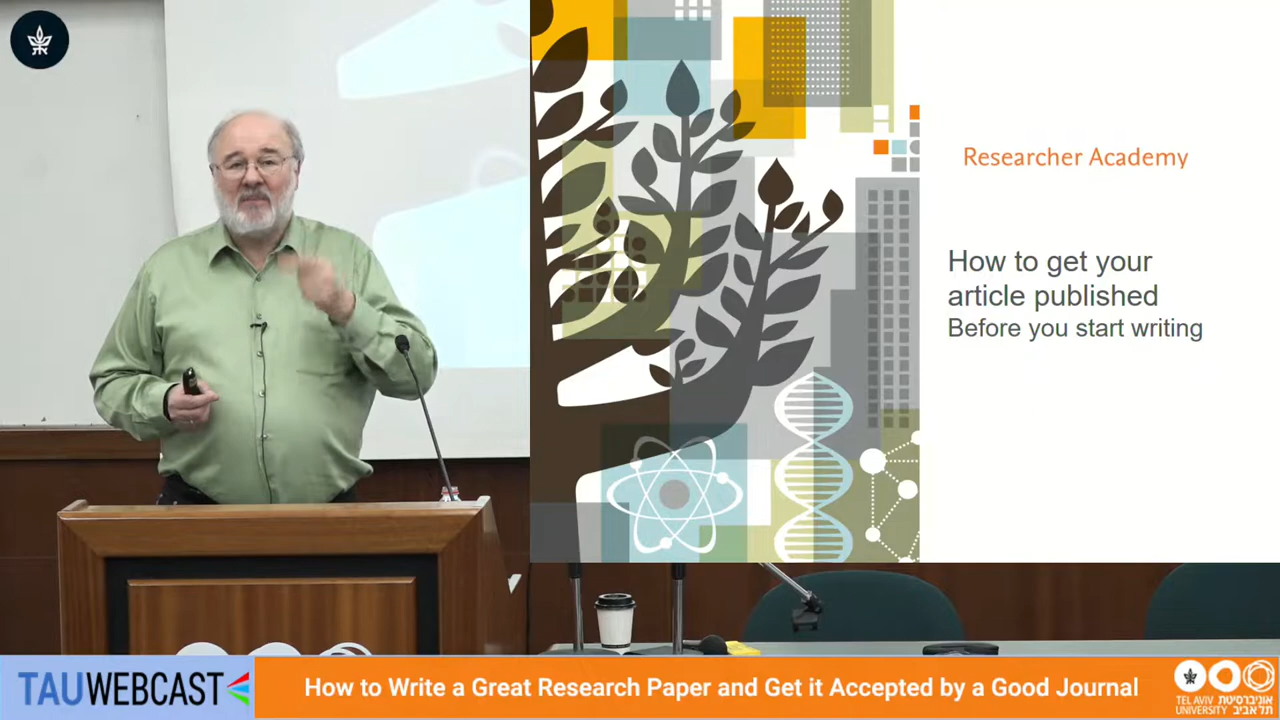 Researcher Academy
How to get your
article published
Before you start writing
TAUWEBCAST
How to Write a Great Research Paper and Get it Accepted by a Good Journal
TEL AVIV אוניברסיטת
UNIVERSITY תל אביב